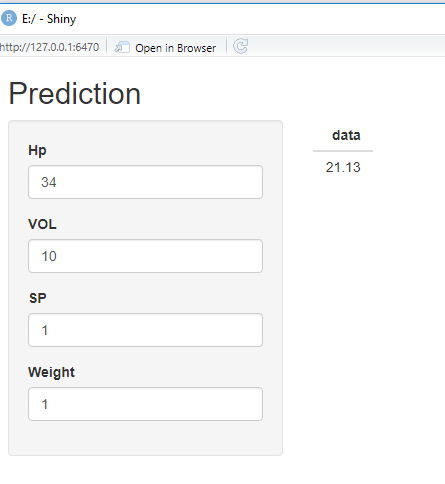 R E:/ - Shiny
http://127.0.0.1:6470 Open in Browser
Prediction
Hp
34
VOL
10
SP
1
Weight
1
data
21.13